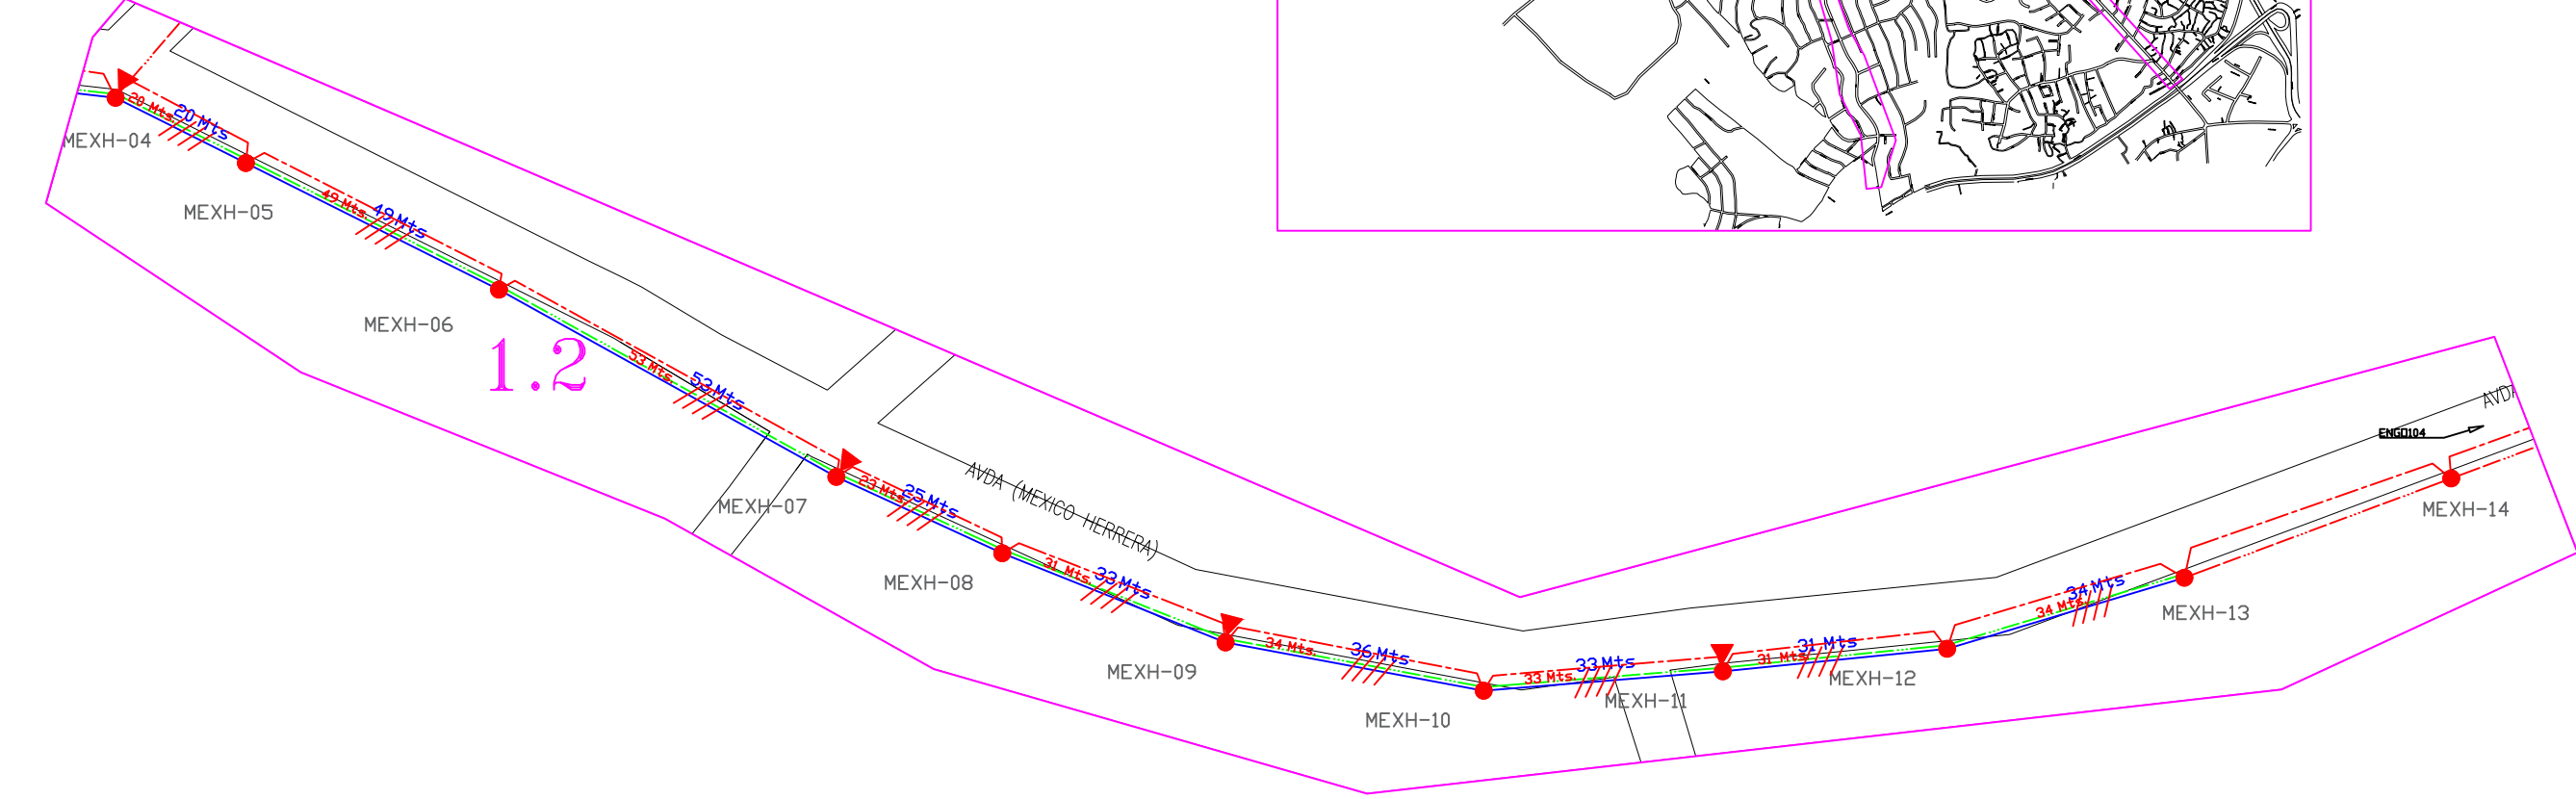 20 Mts.
20 Mts
MEXH-04
MEXH-05
49 Mts.
49 Mts
MEXH-06
1.2
53 Mts.
53 Mts
MEXH-07
23 Mts.
25 Mts
AVDA (MEXICO HERRERA)
MEXH-08
31 Mts.
33 Mts
MEXH-09
34 Mts.
36 Mts
MEXH-10
33 Mts.
33 Mts
MEXH-11
31 Mts.
31 Mts
MEXH-12
34 Mts.
34 Mts
MEXH-13
MEXH-14
ENGD104
AVDA